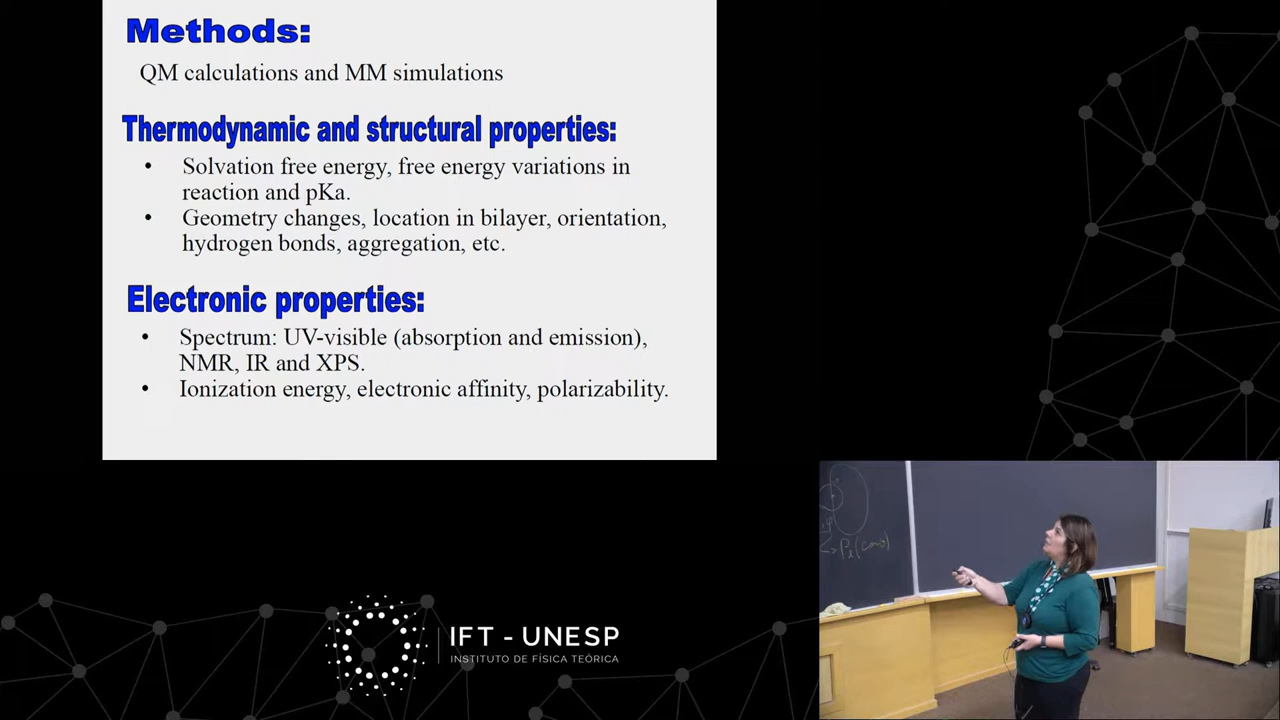 Methods:
QM calculations and MM simulations
Thermodynamic and structural properties:
• Solvation free energy, free energy variations in
reaction and pKa.
• Geometry changes, location in bilayer, orientation,
hydrogen bonds, aggregation, etc.
Electronic properties:
• Spectrum: UV-visible (absorption and emission),
NMR, IR and XPS.
• Ionization energy, electronic affinity, polarizability.
IFT - UNESP
INSTITUTO DE FÍSICA TEÓRICA